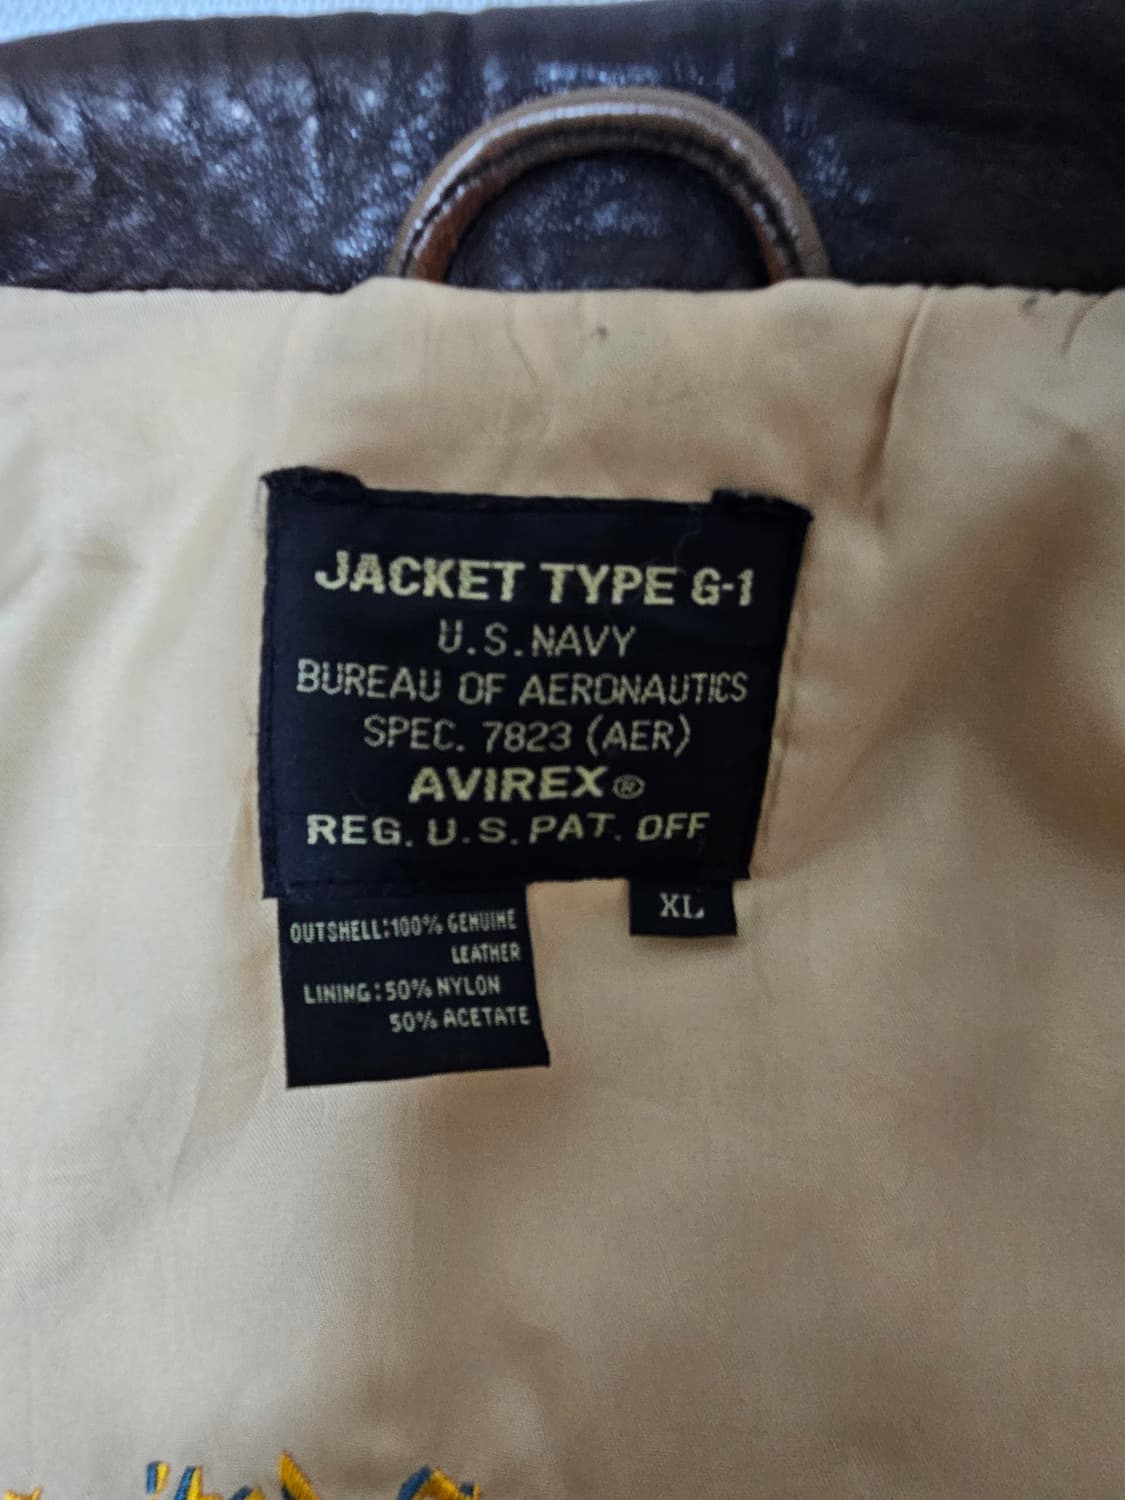 JACKET TYPE G-1
U.S. NAVY
BUREAU OF AERONAUTICS
SPEC. 7823 (AER)
AVIREX®
REG. U.S. PAT. OFF
XL
OUTSHELL: 100% GENUINE
LEATHER
LINING: 50% NYLON
50% ACETATE